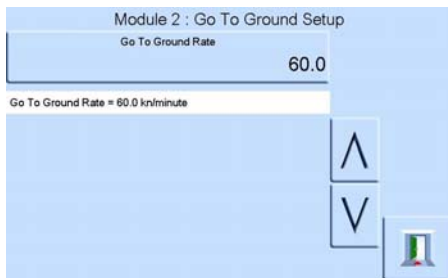 Module 2 : Go To Ground Setup
Go To Ground Rate
60.0
Go To Ground Rate = 60.0 kn/minute